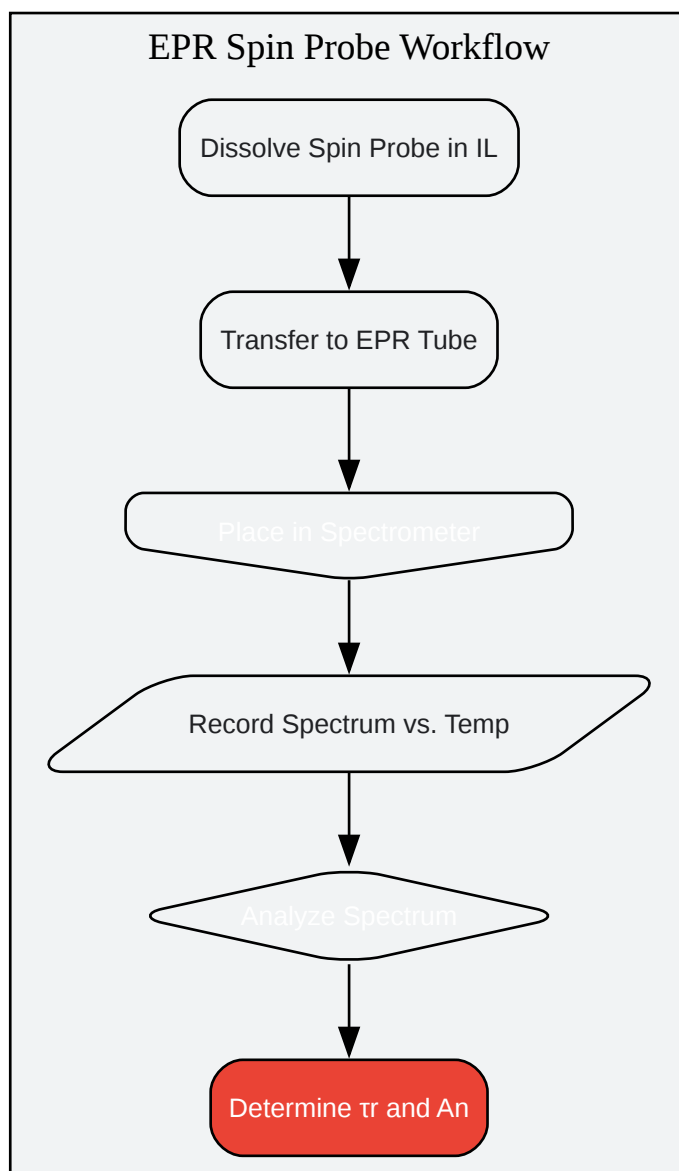 EPR Spin Probe Workflow
Dissolve Spin Probe in IL
Transfer to EPR Tube
Place in Spectrometer
Record Spectrum vs. Temp
Analyze Spectrum
Determine τr and An